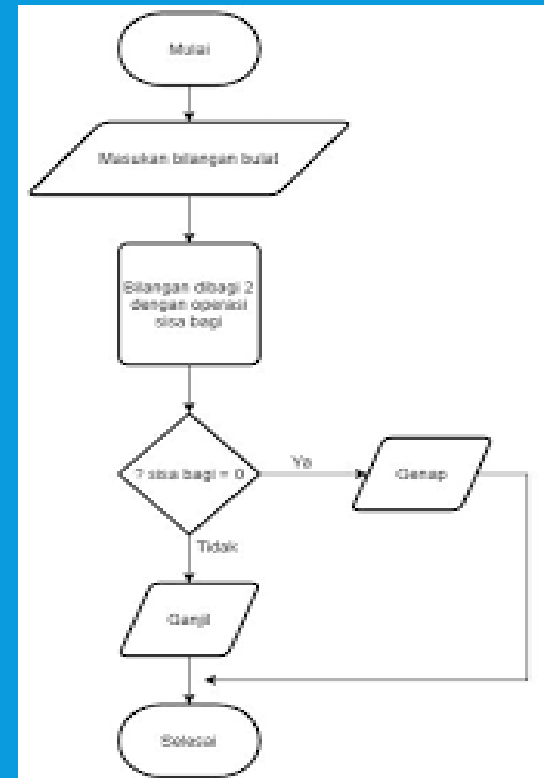 Mulai
Masukan bilangan bulat
Bilangan dibagi 2
dengan operasi
sisa bagi
? sisa bagi = 0
Ya
Genap
Tidak
Ganjil
Selesai